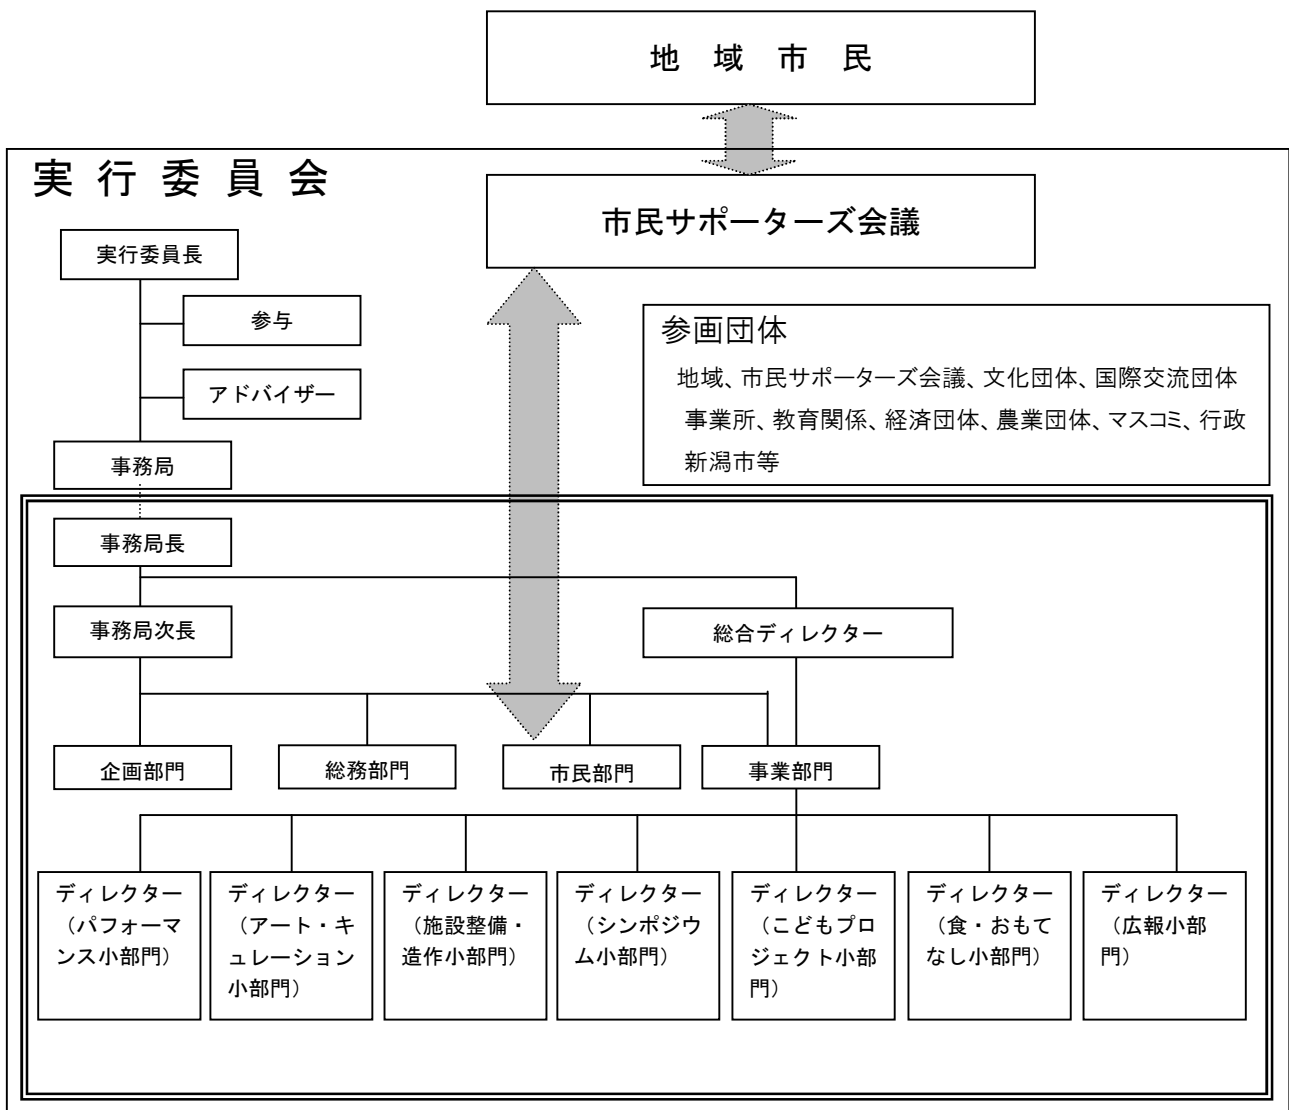 地 域 市 民
実 行 委 員 会
市民サポーターズ会議
実行委員長
参与
アドバイザー
事務局
参画団体
地域、市民サポーターズ会議、文化団体、国際交流団体
事業所、教育関係、経済団体、農業団体、マスコミ、行政
新潟市等
事務局長
事務局次長
総合ディレクター
企画部門
総務部門
市民部門
事業部門
ディレクター
（パフォーマ
ンス小部門）
ディレクター
（アート・キ
ュレーション
小部門）
ディレクター
（施設整備・
造作小部門）
ディレクター
（シンポジウ
ム小部門）
ディレクター
（こどもプロ
ジェクト小部
門）
ディレクター
（食・おもて
なし小部門）
ディレクター
（広報小部
門）